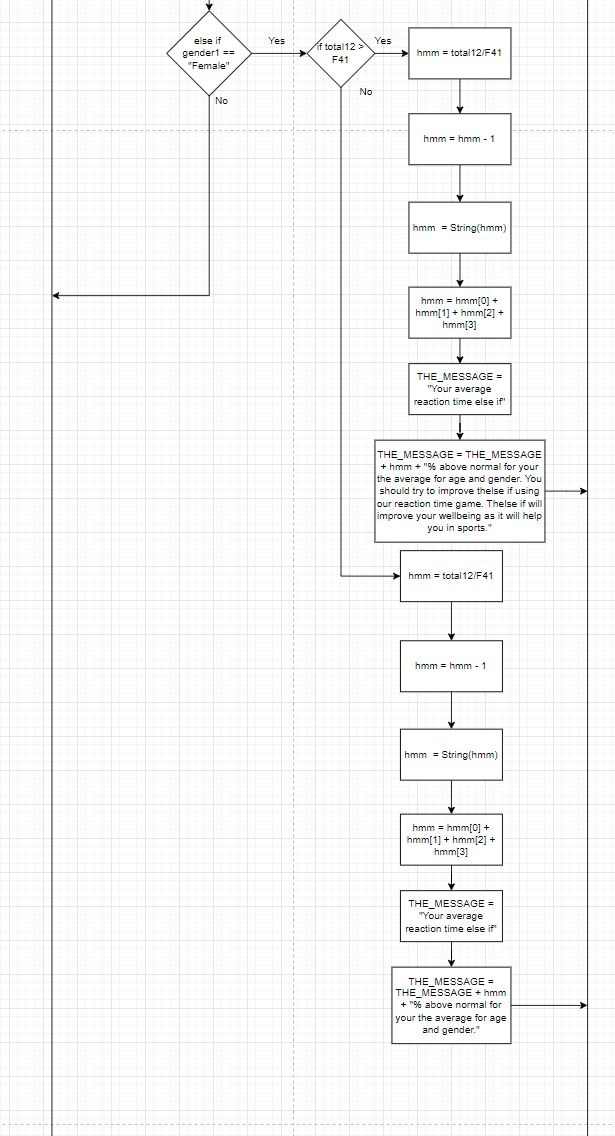 else if
gender1 ==
"Female"
Yes
No
if total12 >
F41
Yes
No
hmm = total12/F41
hmm = hmm - 1
hmm  = String(hmm)
hmm = hmm[0] +
hmm[1] + hmm[2] +
hmm[3]
THE_MESSAGE =
"Your average
reaction time else if"
THE_MESSAGE = THE_MESSAGE
+ hmm + "% above normal for your
the average for age and gender. You
should try to improve thelse if using
our reaction time game. Thelse if will
improve your wellbeing as it will help
you in sports."
hmm = total12/F41
hmm = hmm - 1
hmm  = String(hmm)
hmm = hmm[0] +
hmm[1] + hmm[2] +
hmm[3]
THE_MESSAGE =
"Your average
reaction time else if"
THE_MESSAGE =
THE_MESSAGE + hmm
+ "% above normal for
your the average for age
and gender."